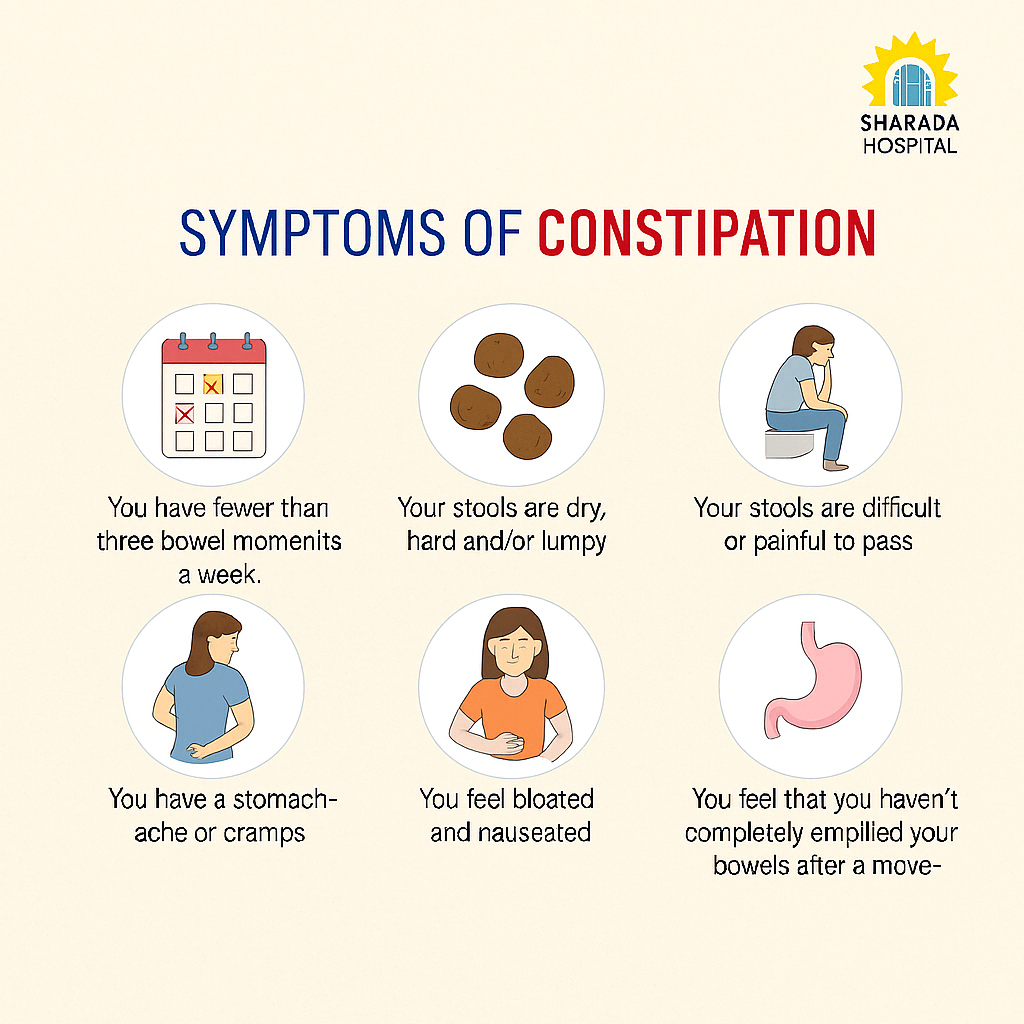 SHARADA
HOSPITAL
SYMPTOMS OF CONSTIPATION
You have fewer than
three bowel momenits
a week.
Your stools are dry,
hard and/or lumpy
Your stools are difficult
or painful to pass
You have a stomach-
ache or cramps
You feel bloated
and nauseated
You feel that you haven't
completely empilied your
bowels after a move-